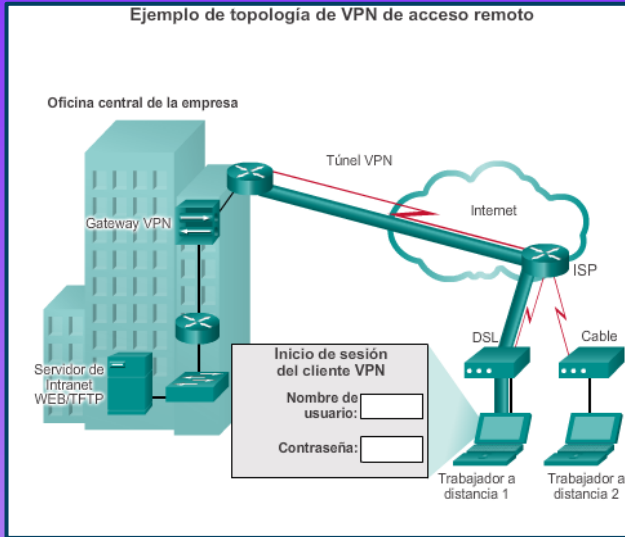 Ejemplo de topología de VPN de acceso remoto
Oficina central de la empresa
Túnel VPN
Internet
Gateway VPN
ISP
DSL
Cable
Servidor de
Intranet
WEB/TFTP
Inicio de sesión
del cliente VPN
Nombre de
usuario:
Contraseña:
Trabajador a
distancia 1
Trabajador a
distancia 2